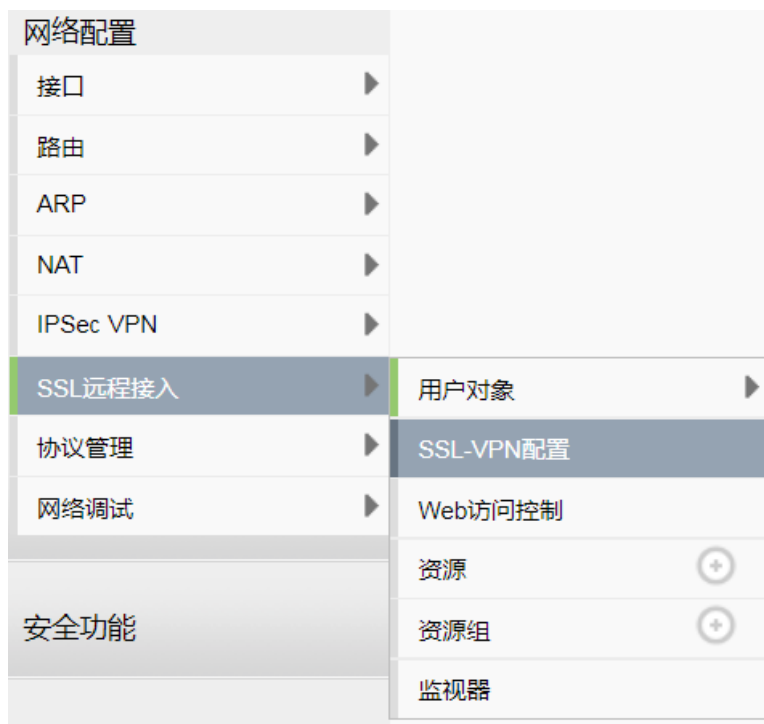 网络配置
接口
路由
ARP
NAT
IPSec VPN
SSL远程接入
协议管理
网络调试
安全功能
用户对象
SSL-VPN配置
Web访问控制
资源
资源组
监视器